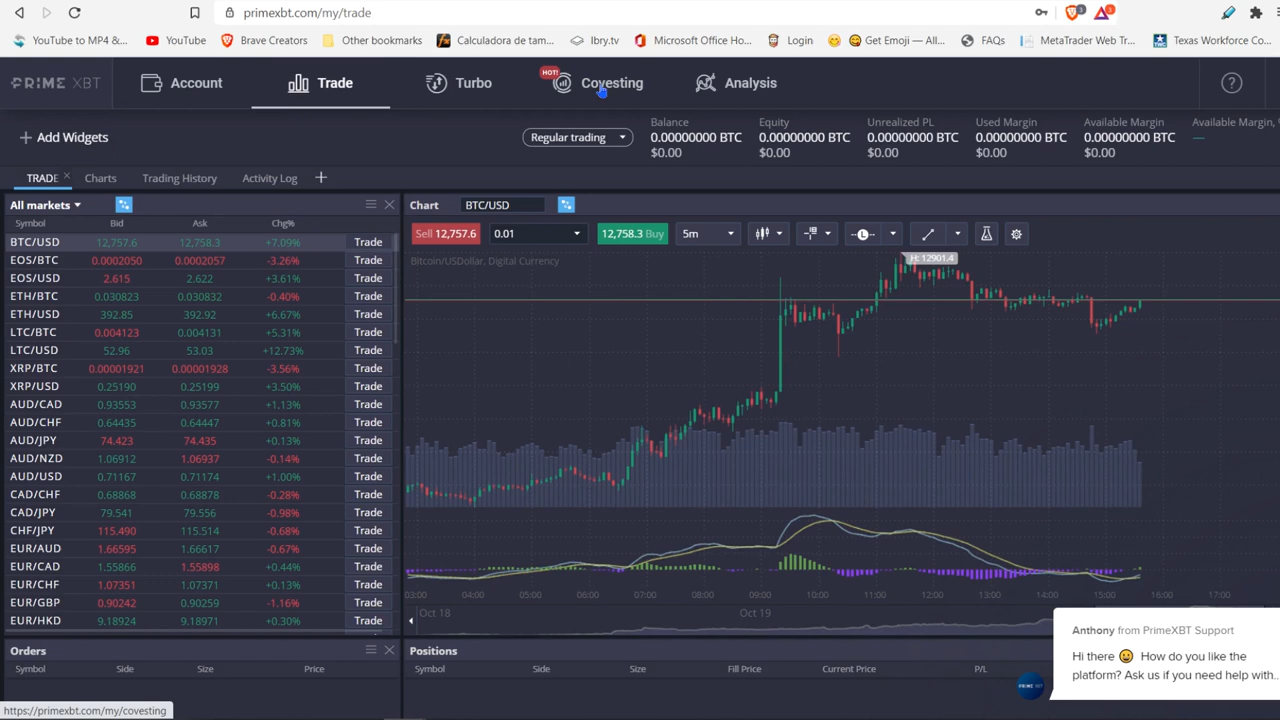 primexbt.com/my/trade
3
3
YouTube to MP4 &... YouTube Brave Creators Other bookmarks Calculadora de tam... lbry.tv Microsoft Office Ho... Login Get Emoji — All... FAQs MetaTrader Web Tr... Texas Workforce Co...
PRIME XBT Account Trade Turbo HOT! Covesting Analysis ?
+ Add Widgets
Regular trading
Balance Equity Unrealized PL Used Margin Available Margin Available Margin, %
0.00000000 BTC 0.00000000 BTC 0.00000000 BTC 0.00000000 BTC 0.00000000 BTC —
$0.00 $0.00 $0.00 $0.00 $0.00
TRADE × Charts Trading History Activity Log +
All markets
Symbol Bid Ask Chg%
BTC/USD 12,757.6 12,758.3 +7.09% Trade
EOS/BTC 0.0002050 0.0002057 -3.26% Trade
EOS/USD 2.615 2.622 +3.61% Trade
ETH/BTC 0.030823 0.030832 -0.40% Trade
ETH/USD 392.85 392.92 +6.67% Trade
LTC/BTC 0.004123 0.004131 +5.31% Trade
LTC/USD 52.96 53.03 +12.73% Trade
XRP/BTC 0.00001921 0.00001928 -3.56% Trade
XRP/USD 0.25190 0.25199 +3.50% Trade
AUD/CAD 0.93553 0.93577 +1.13% Trade
AUD/CHF 0.64435 0.64447 +0.81% Trade
AUD/JPY 74.423 74.435 +0.13% Trade
AUD/NZD 1.06912 1.06937 -0.14% Trade
AUD/USD 0.71167 0.71174 +1.00% Trade
CAD/CHF 0.68868 0.68878 -0.28% Trade
CAD/JPY 79.541 79.556 -0.98% Trade
CHF/JPY 115.490 115.514 -0.68% Trade
EUR/AUD 1.66595 1.66617 -0.67% Trade
EUR/CAD 1.55866 1.55898 +0.44% Trade
EUR/CHF 1.07351 1.07371 +0.13% Trade
EUR/GBP 0.90242 0.90259 -1.16% Trade
EUR/HKD 9.18924 9.18971 +0.30% Trade
Chart BTC/USD
Sell 12,757.6 0.01 12,758.3 Buy 5m L
Bitcoin/USDollar, Digital Currency
H: 12901.4
03:00 04:00 05:00 06:00 07:00 08:00 09:00 10:00 11:00 12:00 13:00 14:00 15:00 16:00 17:00
Oct 18 Oct 19
Orders
Symbol Side Size Price
Positions
Symbol Side Size Fill Price Current Price P/L
Anthony from PrimeXBT Support
Hi there 😀 How do you like the
platform? Ask us if you need help with...
PRIME XBT
https://primexbt.com/my/covesting